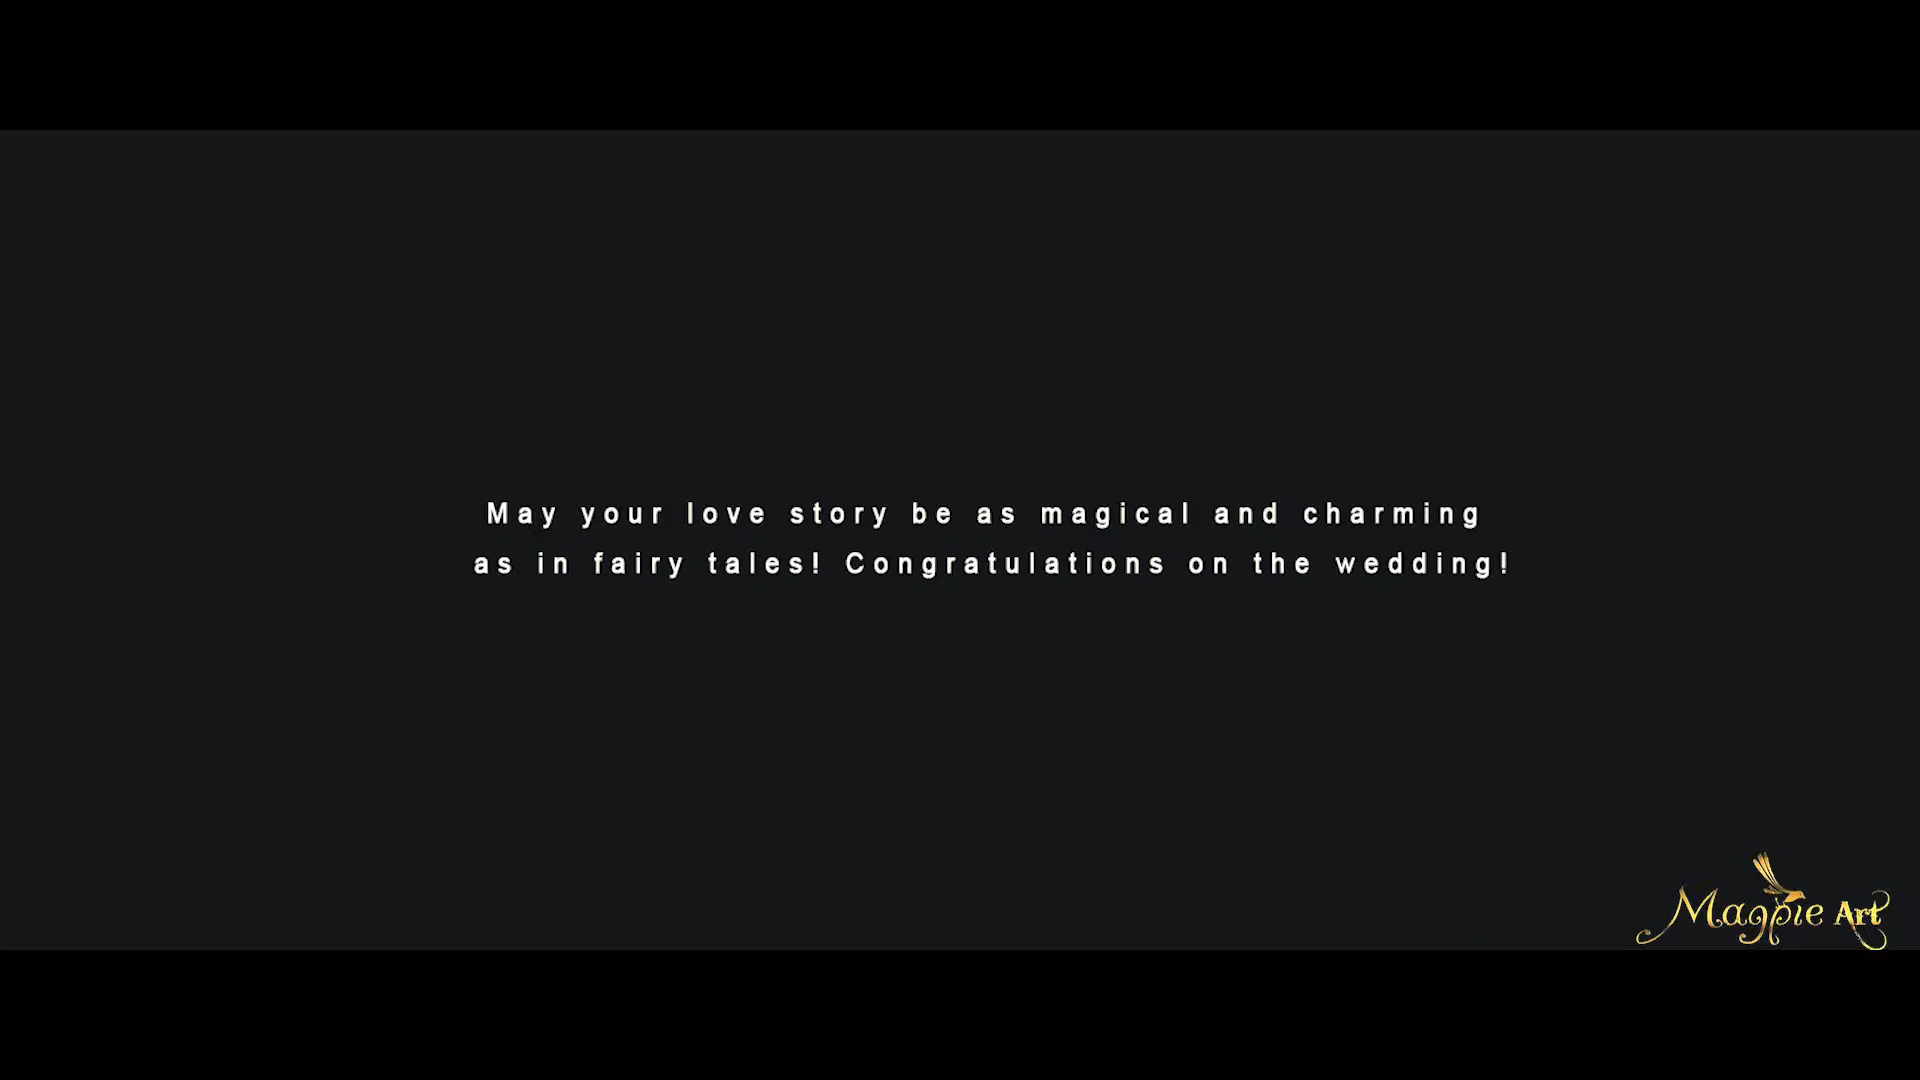 May your love story be as magical and charming
as in fairy tales! Congratulations on the wedding!
Magpie Art